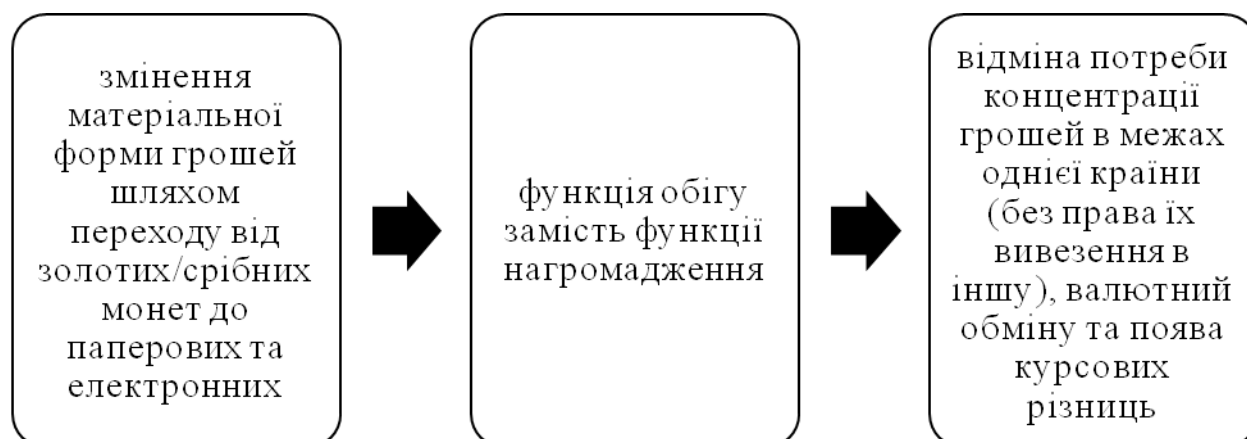 змінення
матеріальної
форми грошей
шляхом
переходу від
золотих/срібних
монет до
паперових та
електронних
функція обігу
замість функції
нагромадження
відміна потреби
концентрації
грошей в межах
однієї країни
(без права їх
вивезення в
іншу), валютний
обміну та поява
курсових
різниць